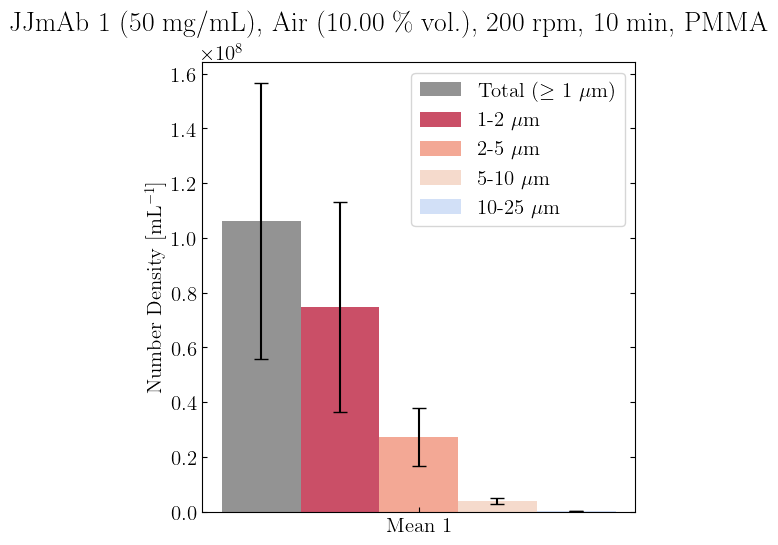 JJmAb 1 (50 mg/mL), Air (10.00 % vol.), 200 rpm, 10 min, PMMA
×10⁸
1.6
1.4
1.2
1.0
0.8
0.6
0.4
0.2
0.0
Number Density [mL⁻¹]
Total (≥ 1 μm)
1-2 μm
2-5 μm
5-10 μm
10-25 μm
Mean 1